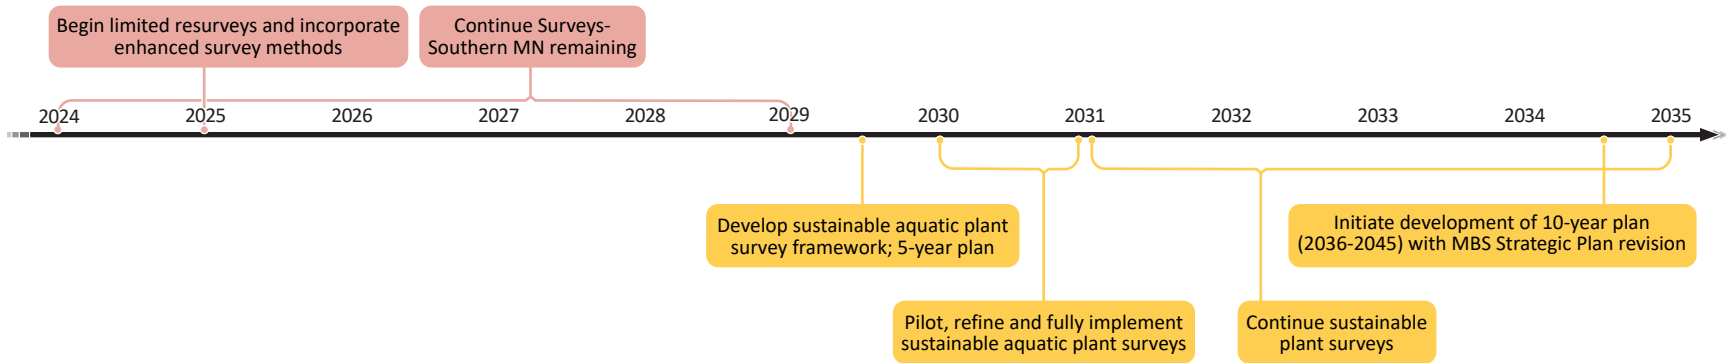 Begin limited resurveys and incorporate
enhanced survey methods
Continue Surveys-
Southern MN remaining
2024
2025
2026
2027
2028
2029
2030
2031
2032
2033
2034
2035
Develop sustainable aquatic plant
survey framework; 5-year plan
Initiate development of 10-year plan
(2036-2045) with MBS Strategic Plan revision
Pilot, refine and fully implement
sustainable aquatic plant surveys
Continue sustainable
plant surveys